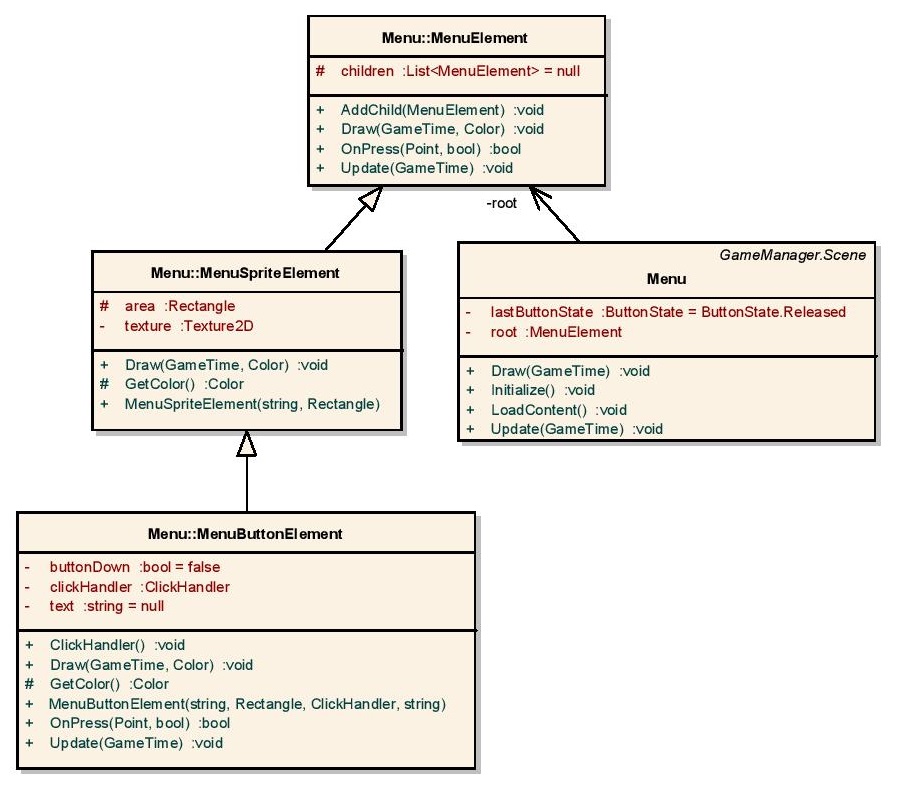 Menu::MenuElement
# children :List<MenuElement> = null
+ AddChild(MenuElement) :void
+ Draw(GameTime, Color) :void
+ OnPress(Point, bool) :bool
+ Update(GameTime) :void
-root
Menu::MenuSpriteElement
# area :Rectangle
- texture :Texture2D
+ Draw(GameTime, Color) :void
# GetColor() :Color
+ MenuSpriteElement(string, Rectangle)
GameManager.Scene
Menu
- lastButtonState :ButtonState = ButtonState.Released
- root :MenuElement
+ Draw(GameTime) :void
+ Initialize() :void
+ LoadContent() :void
+ Update(GameTime) :void
Menu::MenuButtonElement
- buttonDown :bool = false
- clickHandler :ClickHandler
- text :string = null
+ ClickHandler() :void
+ Draw(GameTime, Color) :void
# GetColor() :Color
+ MenuButtonElement(string, Rectangle, ClickHandler, string)
+ OnPress(Point, bool) :bool
+ Update(GameTime) :void